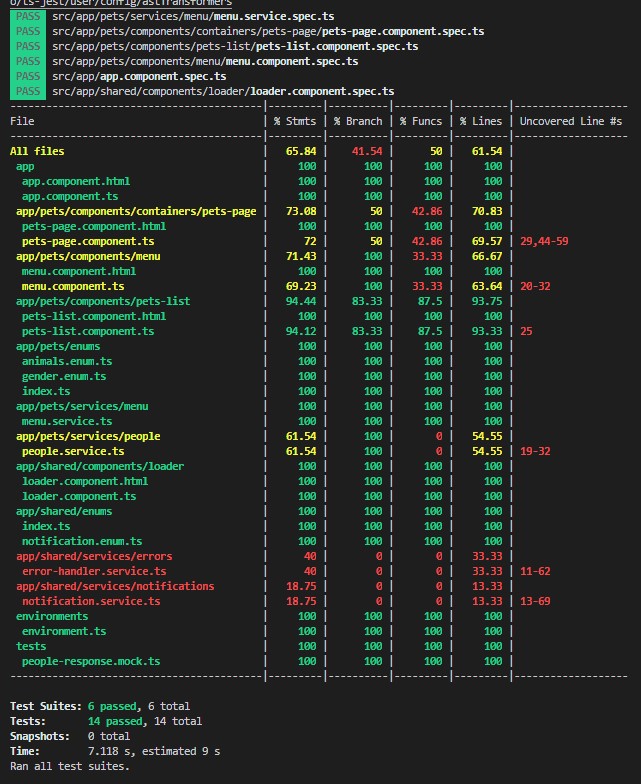 o/ts-jest/user/config/astTransformers
PASS src/app/pets/services/menu/menu.service.spec.ts
PASS src/app/pets/components/containers/pets-page/pets-page.component.spec.ts
PASS src/app/pets/components/pets-list/pets-list.component.spec.ts
PASS src/app/pets/components/menu/menu.component.spec.ts
PASS src/app/app.component.spec.ts
PASS src/app/shared/components/loader/loader.component.spec.ts
File | % Stmts | % Branch | % Funcs | % Lines | Uncovered Line #s
All files | 65.84 | 41.54 | 50 | 61.54 |
app | 100 | 100 | 100 | 100 |
app.component.html | 100 | 100 | 100 | 100 |
app.component.ts | 100 | 100 | 100 | 100 |
app/pets/components/containers/pets-page | 73.08 | 50 | 42.86 | 70.83 |
pets-page.component.html | 100 | 100 | 100 | 100 |
pets-page.component.ts | 72 | 50 | 42.86 | 69.57 | 29,44-59
app/pets/components/menu | 71.43 | 100 | 33.33 | 66.67 |
menu.component.html | 100 | 100 | 100 | 100 |
menu.component.ts | 69.23 | 100 | 33.33 | 63.64 | 20-32
app/pets/components/pets-list | 94.44 | 83.33 | 87.5 | 93.75 |
pets-list.component.html | 100 | 100 | 100 | 100 |
pets-list.component.ts | 94.12 | 83.33 | 87.5 | 93.33 | 25
app/pets/enums | 100 | 100 | 100 | 100 |
animals.enum.ts | 100 | 100 | 100 | 100 |
gender.enum.ts | 100 | 100 | 100 | 100 |
index.ts | 100 | 100 | 100 | 100 |
app/pets/services/menu | 100 | 100 | 100 | 100 |
menu.service.ts | 100 | 100 | 100 | 100 |
app/pets/services/people | 61.54 | 100 | 0 | 54.55 |
people.service.ts | 61.54 | 100 | 0 | 54.55 | 19-32
app/shared/components/loader | 100 | 100 | 100 | 100 |
loader.component.html | 100 | 100 | 100 | 100 |
loader.component.ts | 100 | 100 | 100 | 100 |
app/shared/enums | 100 | 100 | 100 | 100 |
index.ts | 100 | 100 | 100 | 100 |
notification.enum.ts | 100 | 100 | 100 | 100 |
app/shared/services/errors | 40 | 0 | 0 | 33.33 |
error-handler.service.ts | 40 | 0 | 0 | 33.33 | 11-62
app/shared/services/notifications | 18.75 | 0 | 0 | 13.33 |
notification.service.ts | 18.75 | 0 | 0 | 13.33 | 13-69
environments | 100 | 100 | 100 | 100 |
environment.ts | 100 | 100 | 100 | 100 |
tests | 100 | 100 | 100 | 100 |
people-response.mock.ts | 100 | 100 | 100 | 100 |
Test Suites: 6 passed, 6 total
Tests: 14 passed, 14 total
Snapshots: 0 total
Time: 7.118 s, estimated 9 s
Ran all test suites.